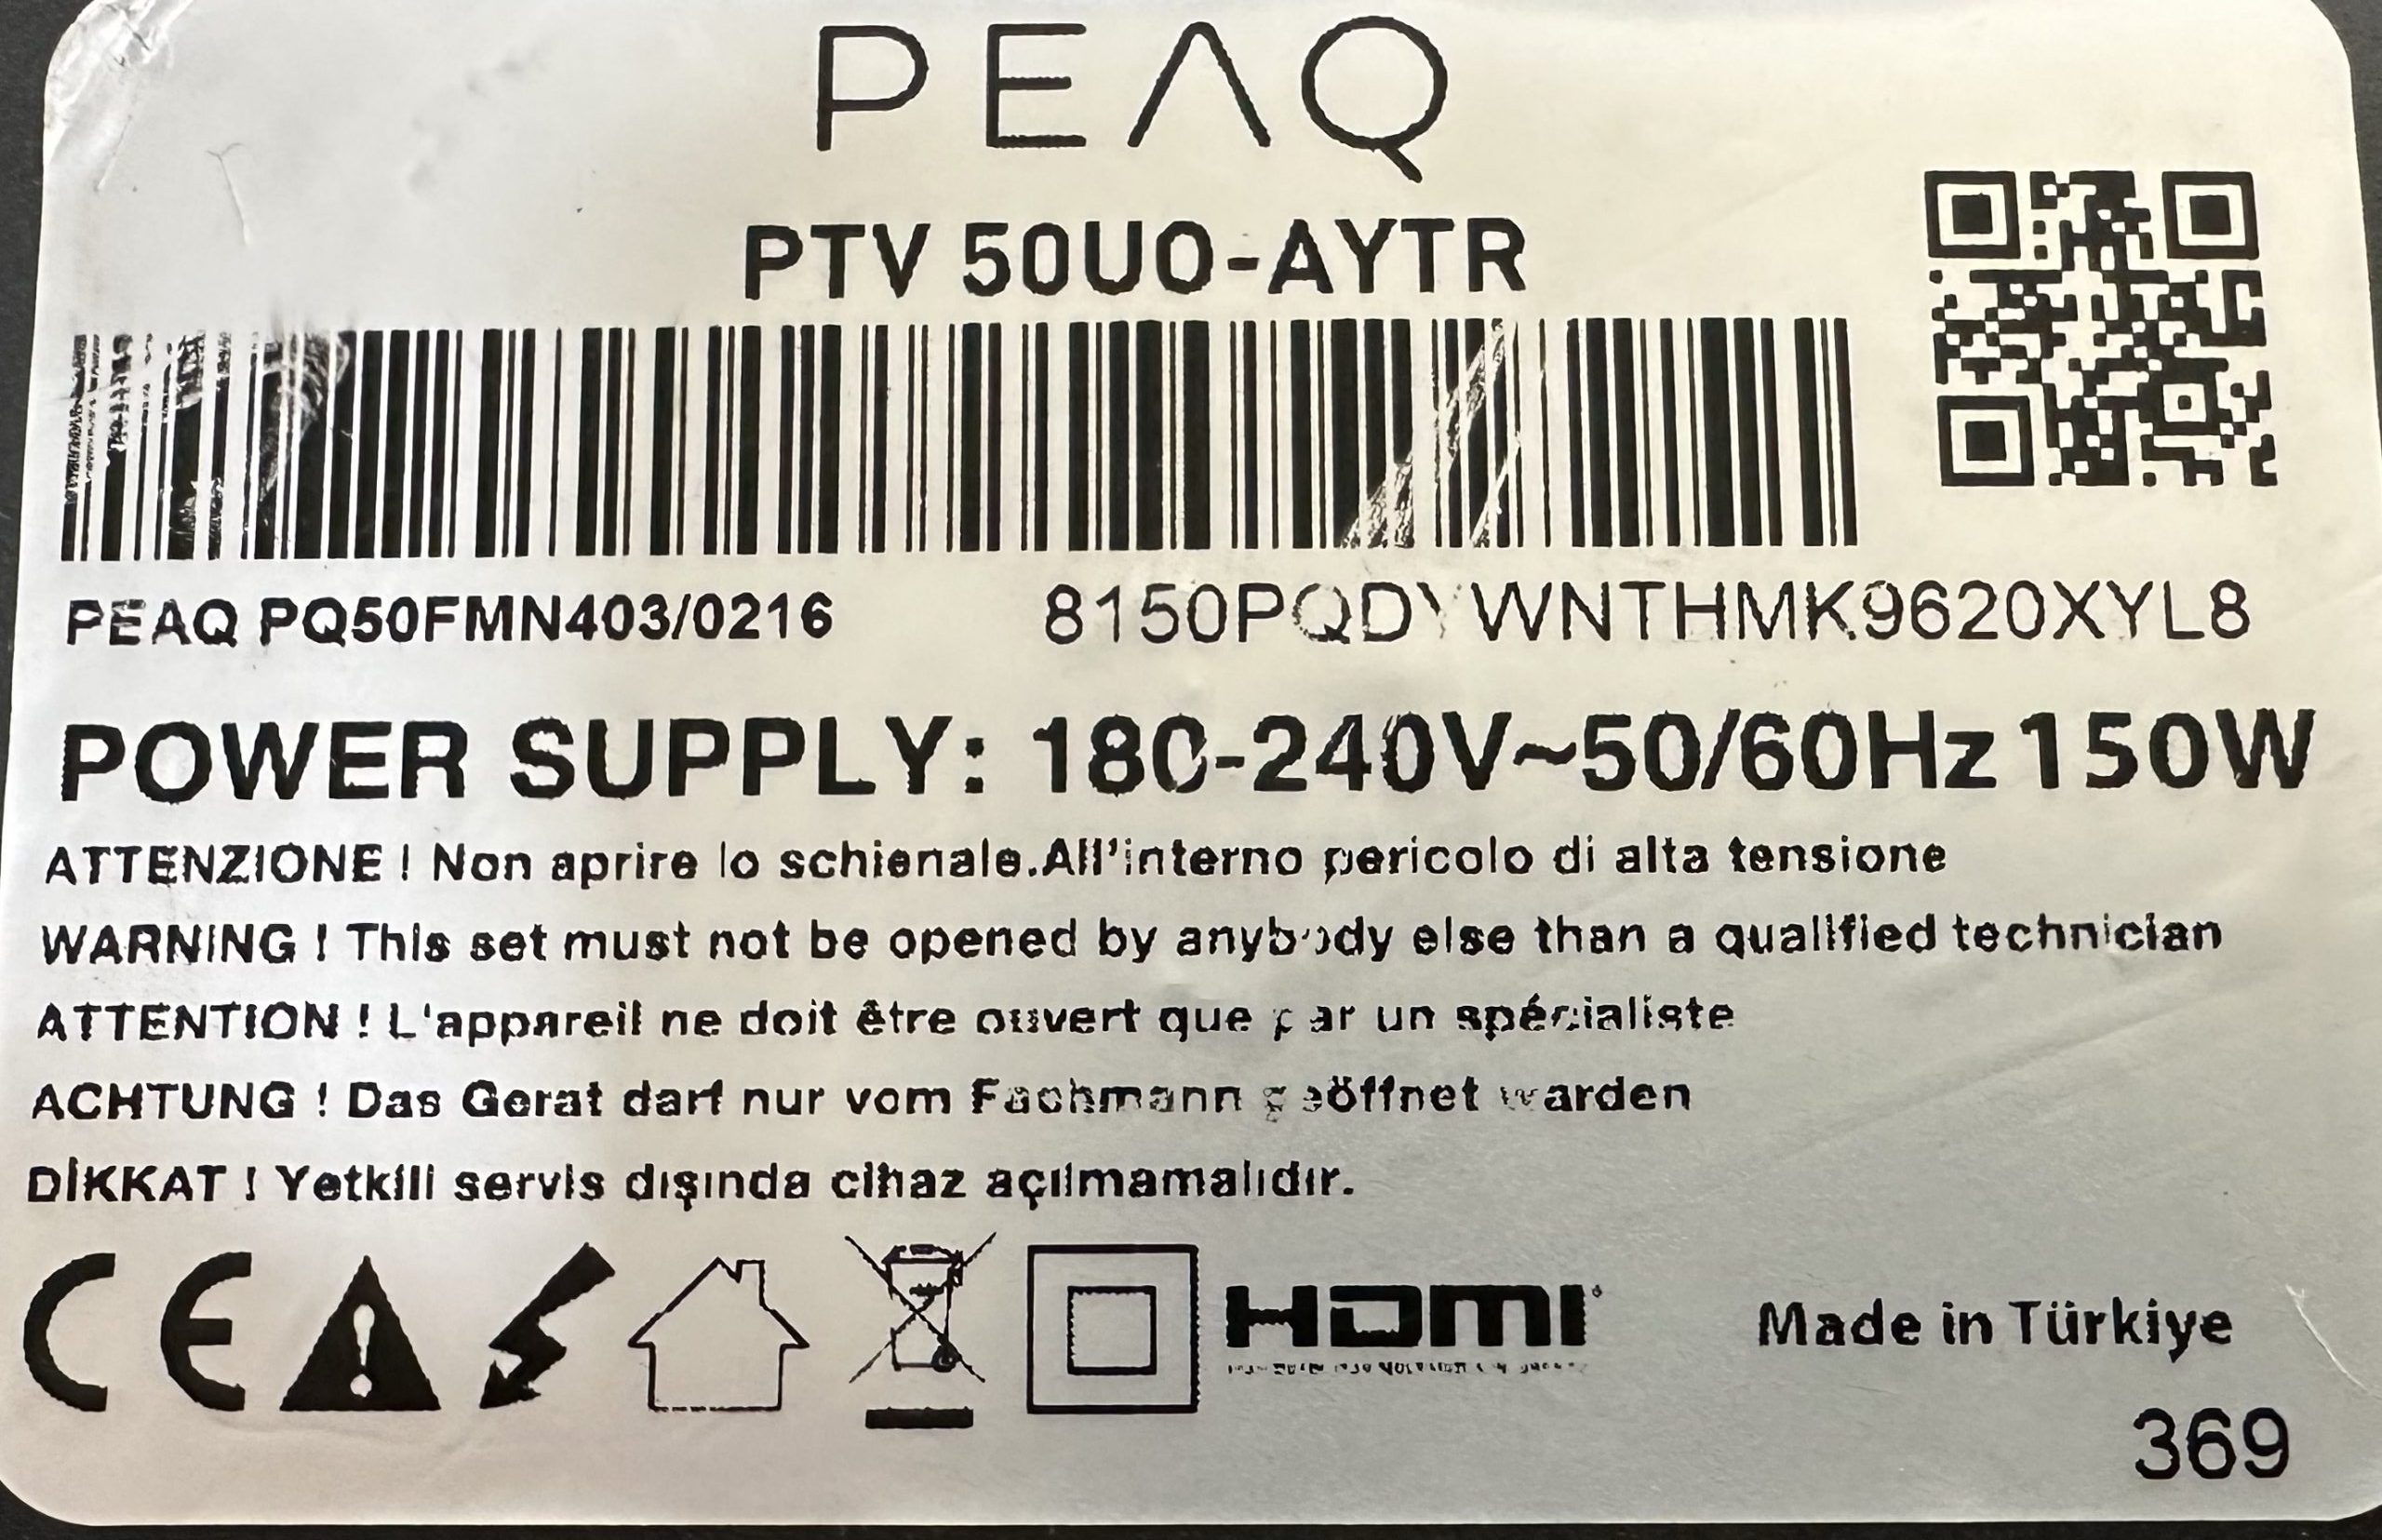 PEAQ
PTV 50UO-AYTR
PEAQ PQ50FMN403/0216 8150PQDYWNTHMK9620XYL8
POWER SUPPLY: 180-240V~50/60Hz 150W
ATTENZIONE ! Non aprire lo schienale.All'interno pericolo di alta tensione
WARNING ! This set must not be opened by anybody else than a qualified technician
ATTENTION ! L'appareil ne doit être ouvert que par un spécialiste
ACHTUNG ! Das Gerat darf nur vom Fachmann geöffnet warden
DİKKAT ! Yetkili servis dışında cihaz açılmamalıdır.
CE HDMI Made in Türkiye
369